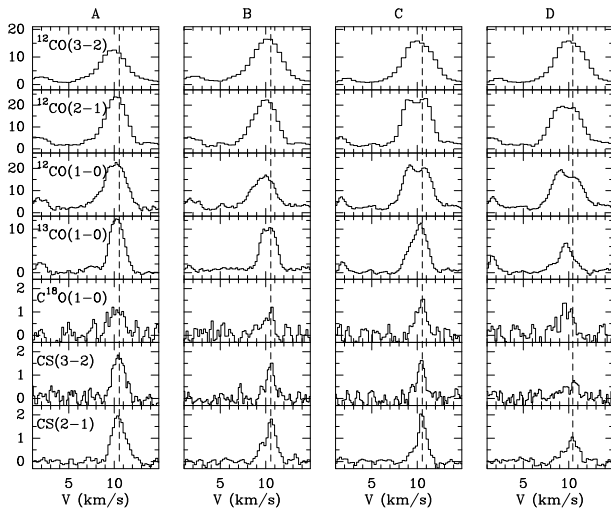 A B C D
¹²CO(3-2)
15
10
5
0
¹²CO(2-1)
20
10
0
¹²CO(1-0)
20
10
0
¹³CO(1-0)
10
0
C¹⁸O(1-0)
2
1
0
CS(3-2)
2
1
0
CS(2-1)
2
1
0
5 10 5 10 5 10 5 10
V (km/s) V (km/s) V (km/s) V (km/s)